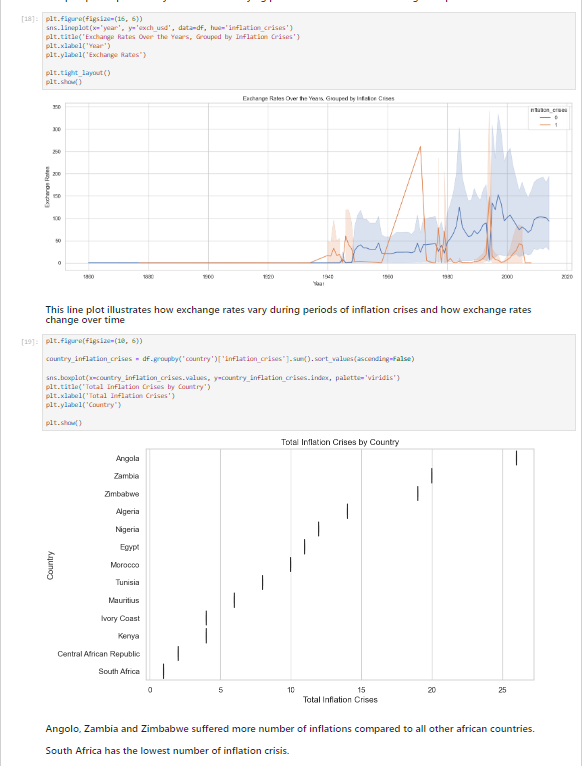 [18]:
plt.figure(figsize=(16, 6))
sns.lineplot(x='year', y='exch_usd', data=df, hue='inflation_crises')
plt.title('Exchange Rates Over the Years, Grouped by Inflation Crises')
plt.xlabel('Year')
plt.ylabel('Exchange Rates')
plt.tight_layout()
plt.show()
Exchange Rates Over the Years, Grouped by Inflation Crises
inflation_crises
0
1
350
300
250
200
150
100
50
0
Exchange Rates
1860 1880 1900 1920 1940 1960 1980 2000 2020
Year
This line plot illustrates how exchange rates vary during periods of inflation crises and how exchange rates
change over time
[19]:
plt.figure(figsize=(10, 6))
country_inflation_crises = df.groupby('country')['inflation_crises'].sum().sort_values(ascending=False)
sns.boxplot(x=country_inflation_crises.values, y=country_inflation_crises.index, palette='viridis')
plt.title('Total Inflation Crises by Country')
plt.xlabel('Total Inflation Crises')
plt.ylabel('Country')
plt.show()
Total Inflation Crises by Country
Angola
Zambia
Zimbabwe
Algeria
Nigeria
Egypt
Morocco
Tunisia
Mauritius
Ivory Coast
Kenya
Central African Republic
South Africa
Country
0 5 10 15 20 25
Total Inflation Crises
Angolo, Zambia and Zimbabwe suffered more number of inflations compared to all other african countries.
South Africa has the lowest number of inflation crisis.